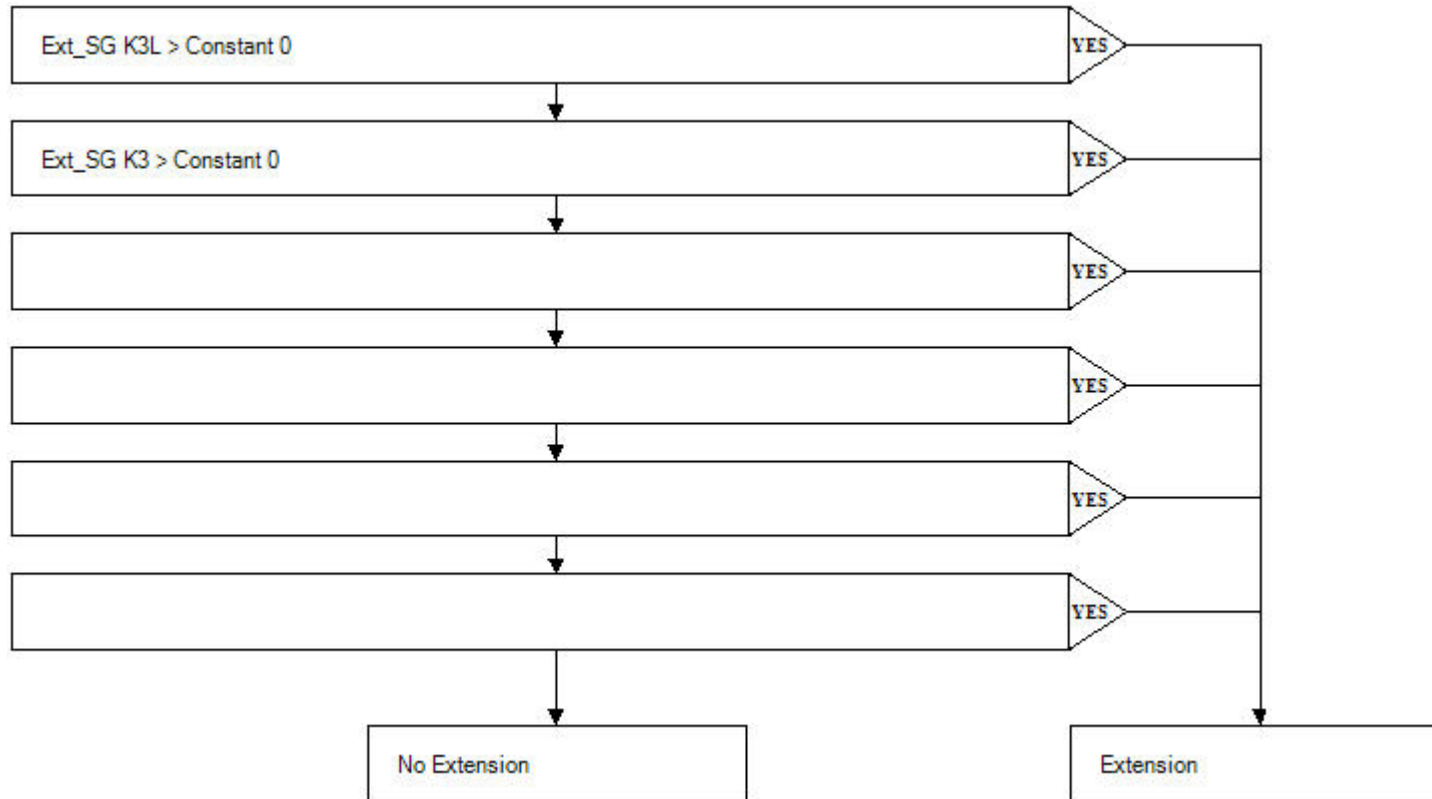 Ext_SG K3L > Constant 0
YES
Ext_SG K3 > Constant 0
YES
YES
YES
YES
YES
No Extension
Extension